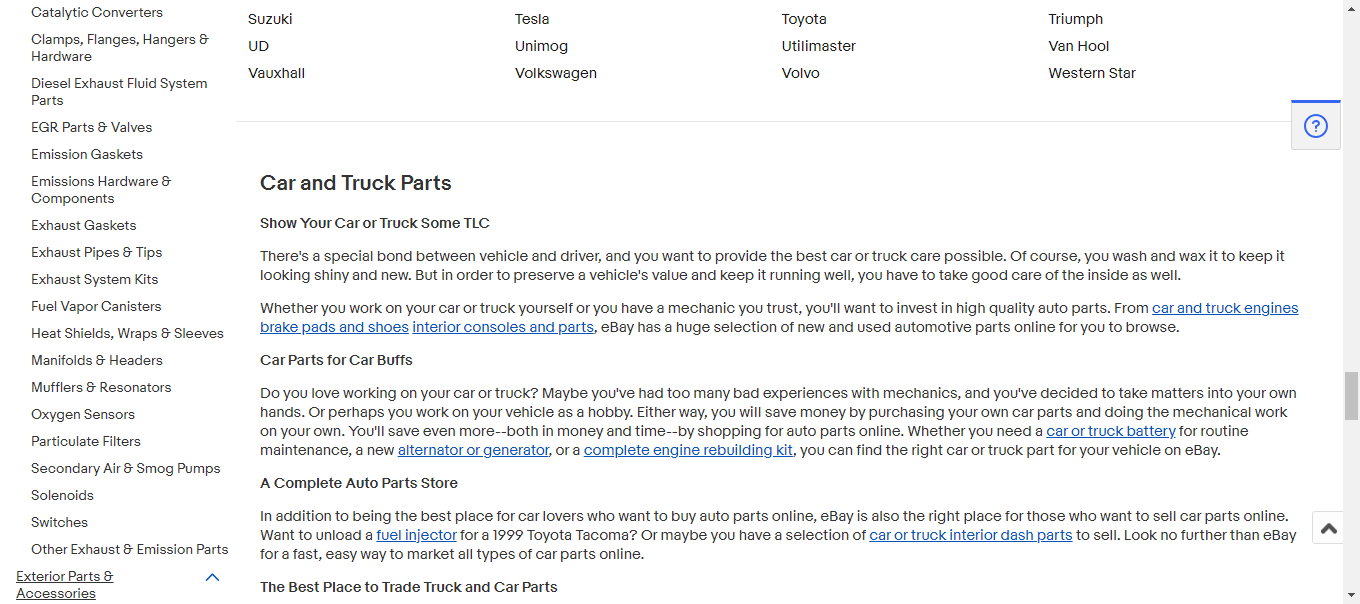 Catalytic Converters
Clamps, Flanges, Hangers &
Hardware
Diesel Exhaust Fluid System
Parts
EGR Parts & Valves
Emission Gaskets
Emissions Hardware &
Components
Exhaust Gaskets
Exhaust Pipes & Tips
Exhaust System Kits
Fuel Vapor Canisters
Heat Shields, Wraps & Sleeves
Manifolds & Headers
Mufflers & Resonators
Oxygen Sensors
Particulate Filters
Secondary Air & Smog Pumps
Solenoids
Switches
Other Exhaust & Emission Parts
Exterior Parts &
Accessories
Suzuki Tesla Toyota Triumph
UD Unimog Utilimaster Van Hool
Vauxhall Volkswagen Volvo Western Star
?
Car and Truck Parts
Show Your Car or Truck Some TLC
There's a special bond between vehicle and driver, and you want to provide the best car or truck care possible. Of course, you wash and wax it to keep it
looking shiny and new. But in order to preserve a vehicle's value and keep it running well, you have to take good care of the inside as well.
Whether you work on your car or truck yourself or you have a mechanic you trust, you'll want to invest in high quality auto parts. From car and truck engines
brake pads and shoes interior consoles and parts, eBay has a huge selection of new and used automotive parts online for you to browse.
Car Parts for Car Buffs
Do you love working on your car or truck? Maybe you've had too many bad experiences with mechanics, and you've decided to take matters into your own
hands. Or perhaps you work on your vehicle as a hobby. Either way, you will save money by purchasing your own car parts and doing the mechanical work
on your own. You'll save even more--both in money and time--by shopping for auto parts online. Whether you need a car or truck battery for routine
maintenance, a new alternator or generator, or a complete engine rebuilding kit, you can find the right car or truck part for your vehicle on eBay.
A Complete Auto Parts Store
In addition to being the best place for car lovers who want to buy auto parts online, eBay is also the right place for those who want to sell car parts online.
Want to unload a fuel injector for a 1999 Toyota Tacoma? Or maybe you have a selection of car or truck interior dash parts to sell. Look no further than eBay
for a fast, easy way to market all types of car parts online.
The Best Place to Trade Truck and Car Parts